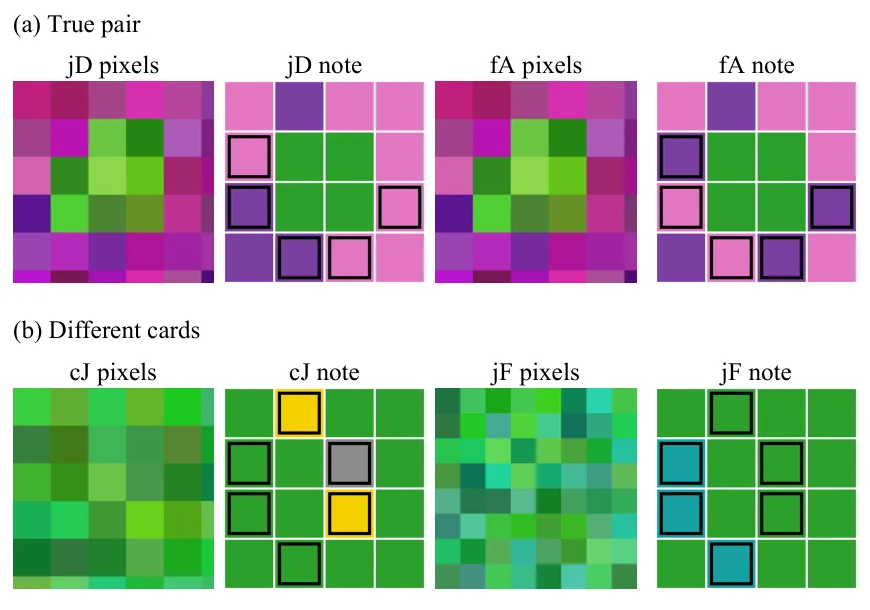 (a) True pair
jD pixels jD note fA pixels fA note
(b) Different cards
cJ pixels cJ note jF pixels jF note